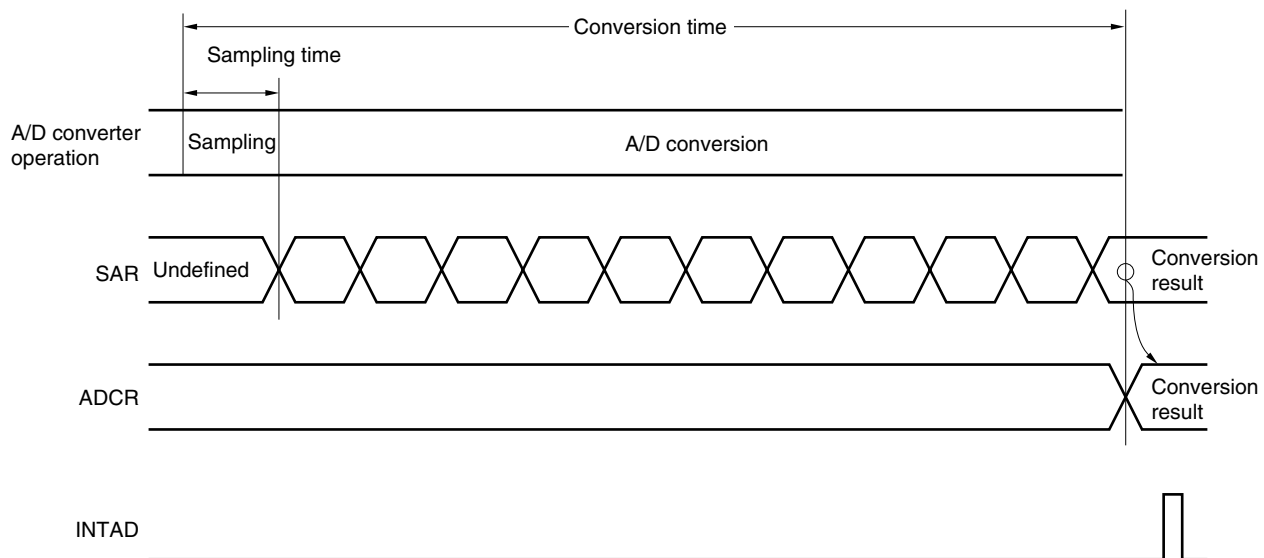 Conversion time
Sampling time
A/D converter
operation
Sampling
A/D conversion
SAR
Undefined
Conversion
result
ADCR
Conversion
result
INTAD